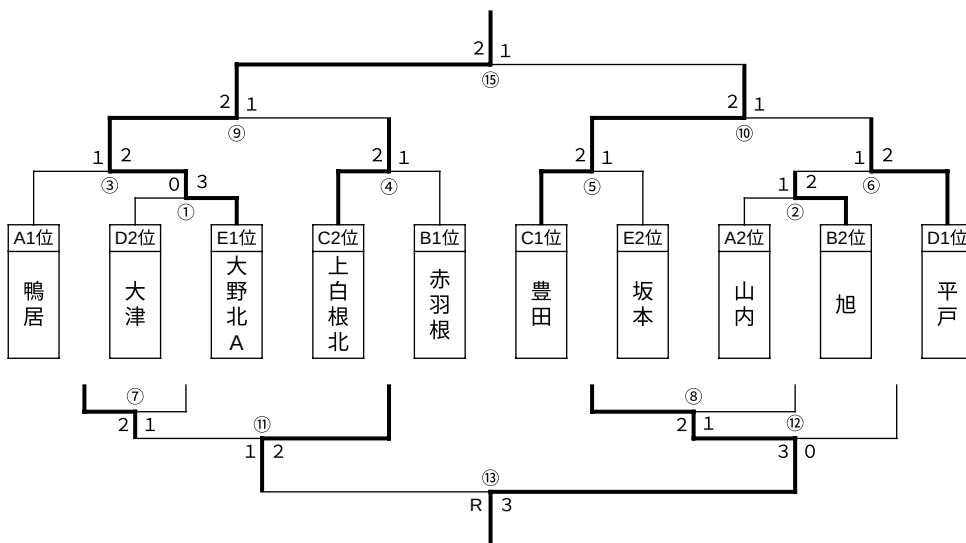 2 1
⑮
2 1
⑨
2 1
⑩
1 2
③
2 1
④
2 1
⑤
1 2
⑥
0 3
①
1 2
②
A1位 D2位 E1位 C2位 B1位 C1位 E2位 A2位 B2位 D1位
鴨居
大津
大野北A
上白根北
赤羽根
豊田
坂本
山内
旭
平戸
⑦
2 1
⑧
2 1
⑪
1 2
⑫
3 0
⑬
R 3